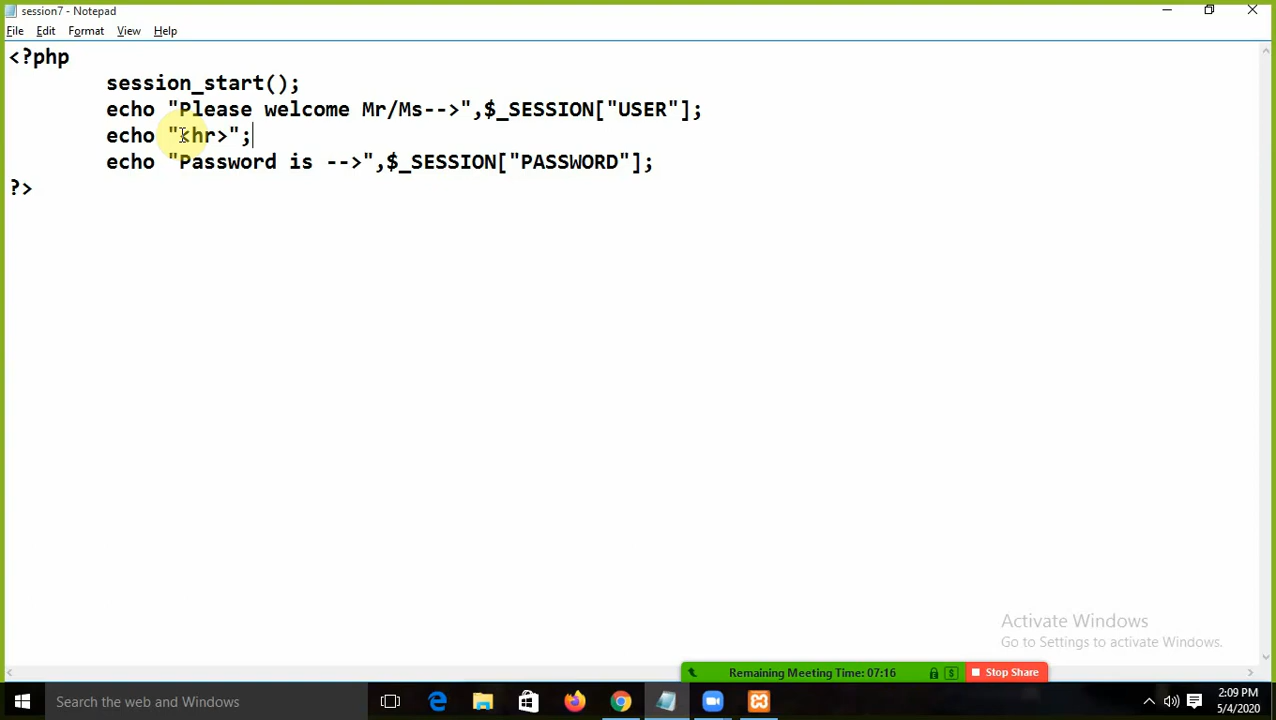 session7 - Notepad
File Edit Format View Help
<?php
session_start();
echo "Please welcome Mr/Ms-->",$_SESSION["USER"];
echo "<hr>";
echo "Password is -->",$_SESSION["PASSWORD"];
?>
Activate Windows
Go to Settings to activate Windows.
Remaining Meeting Time: 07:16 Stop Share
Search the web and Windows
2:09 PM
5/4/2020